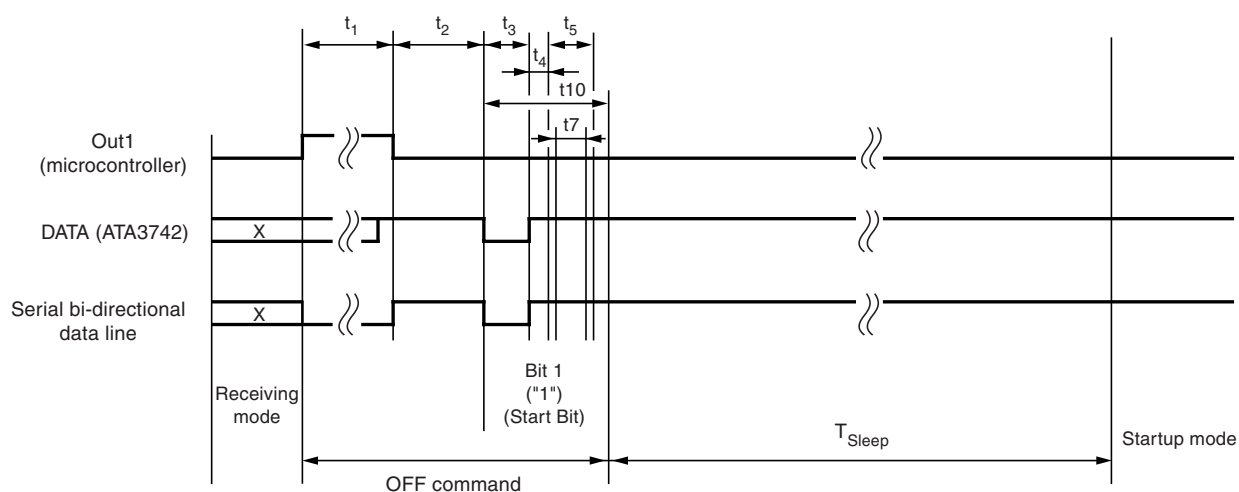 t1
t2
t3
t5
t4
t10
t7
Out1
(microcontroller)
DATA (ATA3742)
X
Serial bi-directional
data line
X
Receiving
mode
Bit 1
("1")
(Start Bit)
TSleep
Startup mode
OFF command